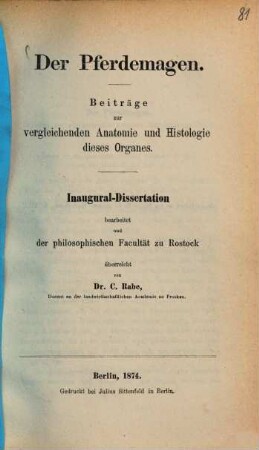 81
Der Pferdemagen.
Beiträge
zur
vergleichenden Anatomie und Histologie
dieses Organes.
Inaugural-Dissertation
bearbeitet
und
der philosophischen Facultät zu Rostock
überreicht
von
Dr. C. Rabe,
Docent an der landwirthschaftlichen Academie zu Proskau.
Berlin, 1874.
Gedruckt bei Julius Sittenfeld in Berlin.